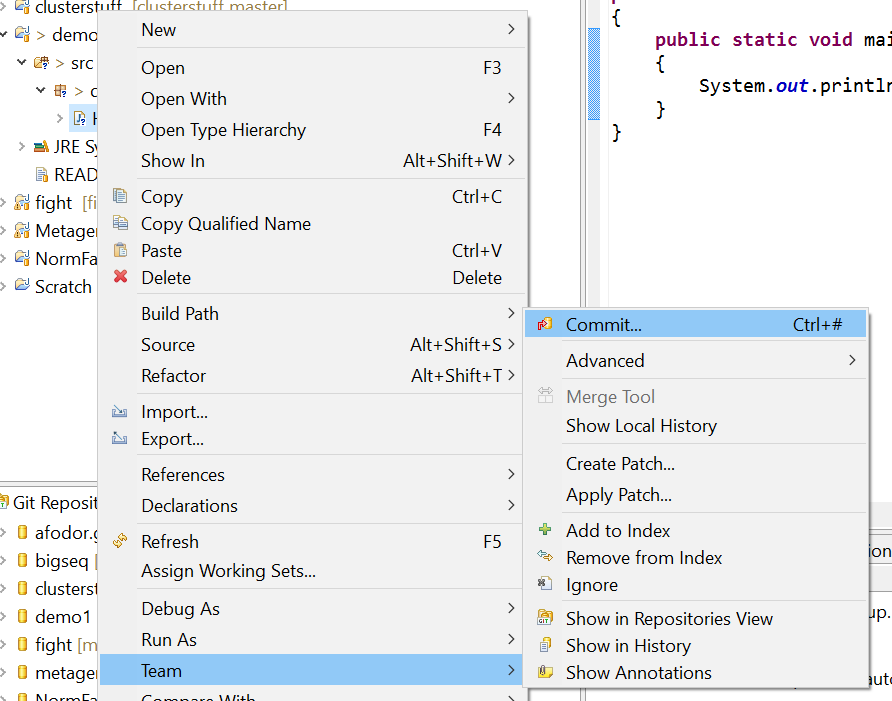 clusterstuff [clusterstuff master]
> demo
> src
>
JRE Sy
READ
fight [fi
Metage
NormFa
Scratch
New
Open F3
Open With
Open Type Hierarchy F4
Show In Alt+Shift+W
Copy Ctrl+C
Copy Qualified Name
Paste Ctrl+V
Delete Delete
Build Path
Source Alt+Shift+S
Refactor Alt+Shift+T
Import...
Export...
References
Declarations
Refresh F5
Assign Working Sets...
Debug As
Run As
Team
Compare With
{
public static void mai
{
System.out.println
}
}
Commit... Ctrl+#
Advanced
Merge Tool
Show Local History
Create Patch...
Apply Patch...
Add to Index
Remove from Index
Ignore
Show in Repositories View
Show in History
Show Annotations
Git Reposit
afodor.g
bigseq [
clusterst
demo1
fight [m
metage
NormFa
ion
up.
auto